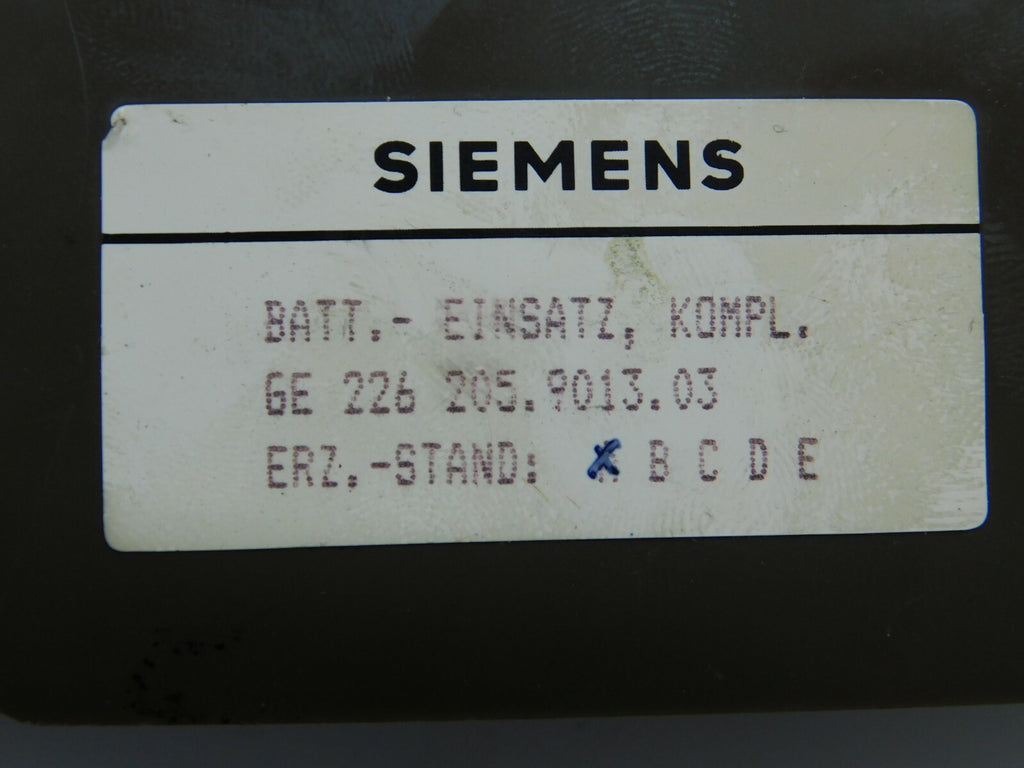 SIEMENS
BATT.- EINSATZ, KOMPL.
GE 226 205.9013.03
ERZ.-STAND: A B C D E